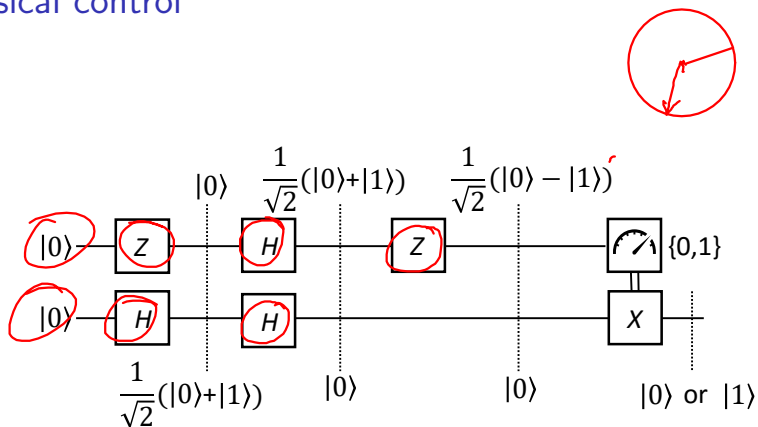 sical control
|0⟩ 1/√2(|0⟩+|1⟩) 1/√2(|0⟩ − |1⟩)
|0⟩ Z H Z {0,1}
|0⟩ H H X
1/√2(|0⟩+|1⟩) |0⟩ |0⟩ |0⟩ or |1⟩